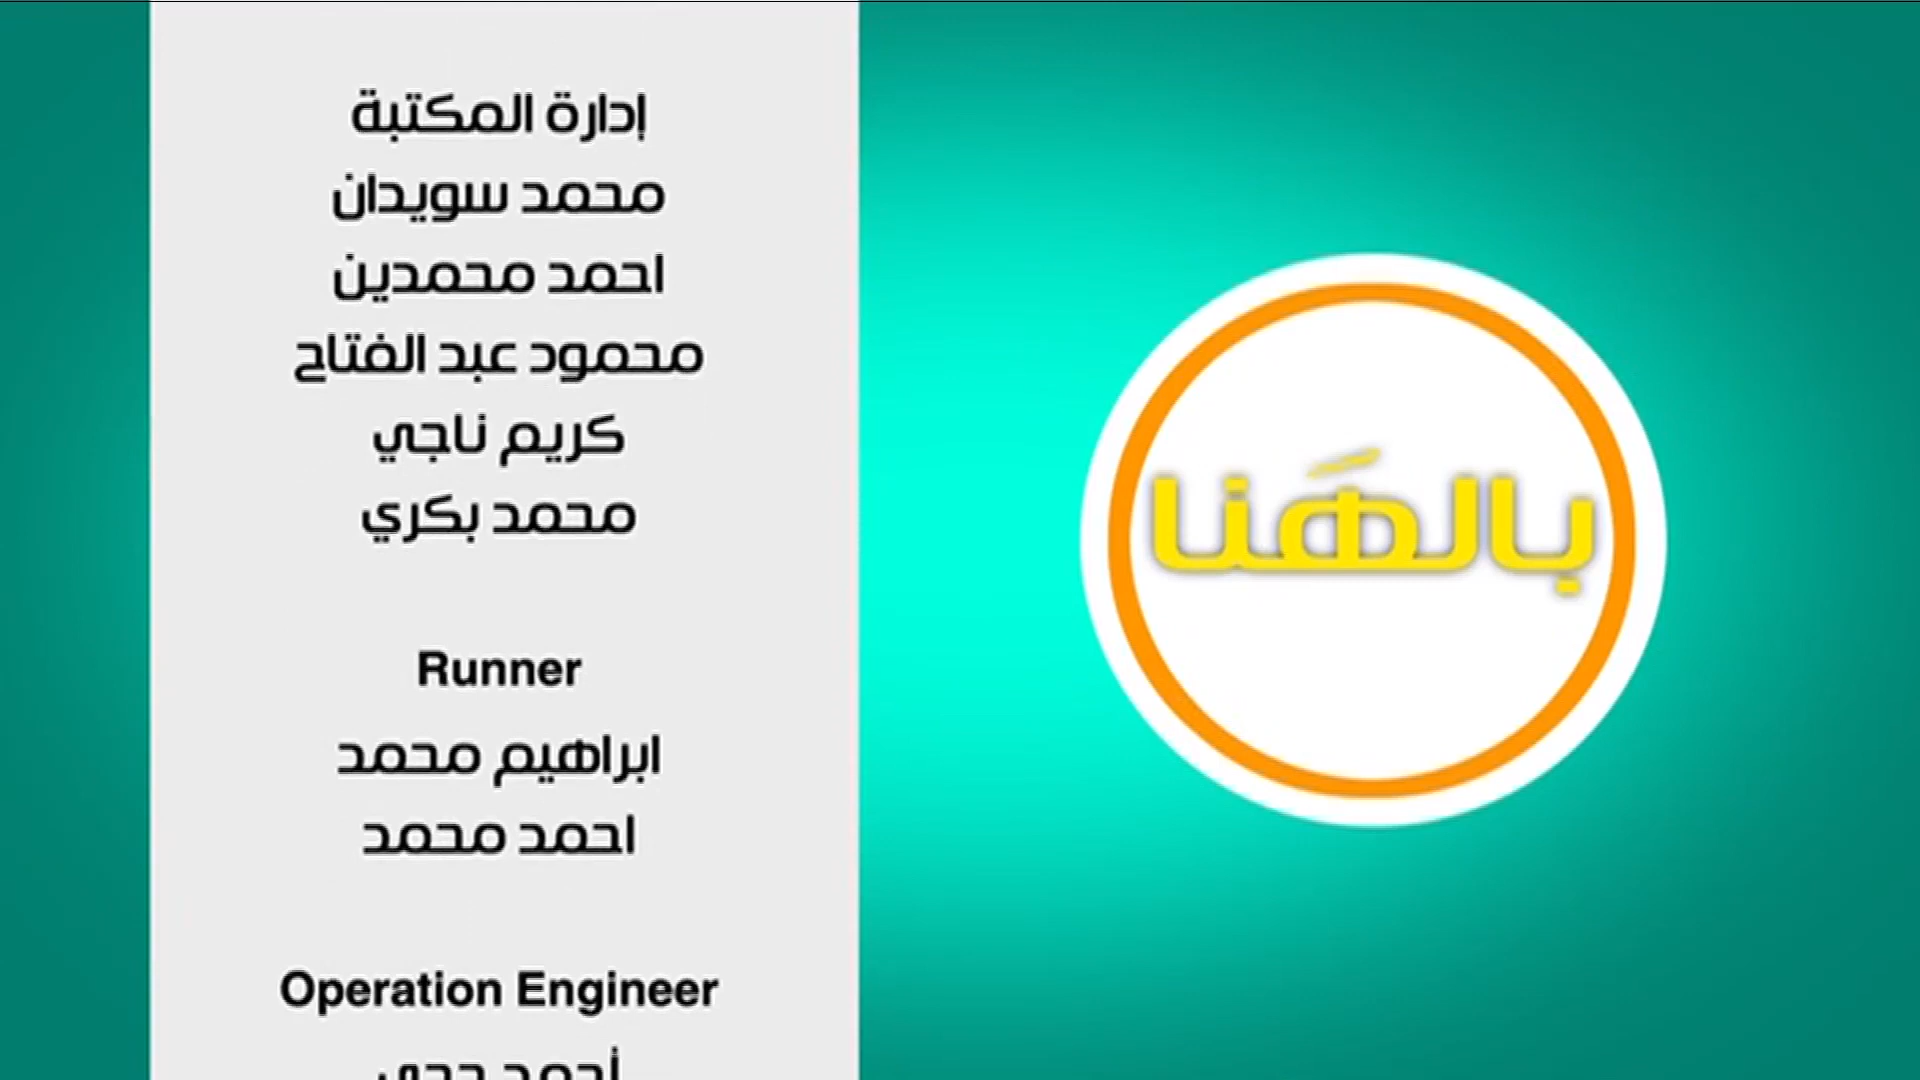 إدارة المكتبة
محمد سويدان
احمد محمدين
محمود عبد الفتاح
كريم ناجي
محمد بكري
Runner
ابراهيم محمد
احمد محمد
Operation Engineer
أحمد
بالهَنا